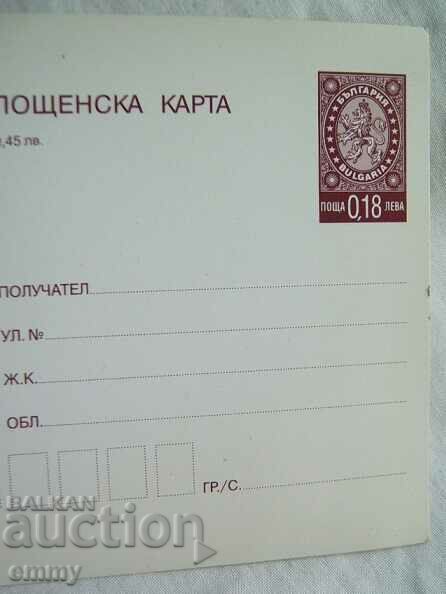 ПОЩЕНСКА КАРТА
,45 лв.
БЪЛГАРИЯ
BULGARIA
ПОЩА 0,18 ЛЕВА
ПОЛУЧАТЕЛ
УЛ. №
Ж.К.
ОБЛ.
ГР./С.
BALKAN
auction
emmy